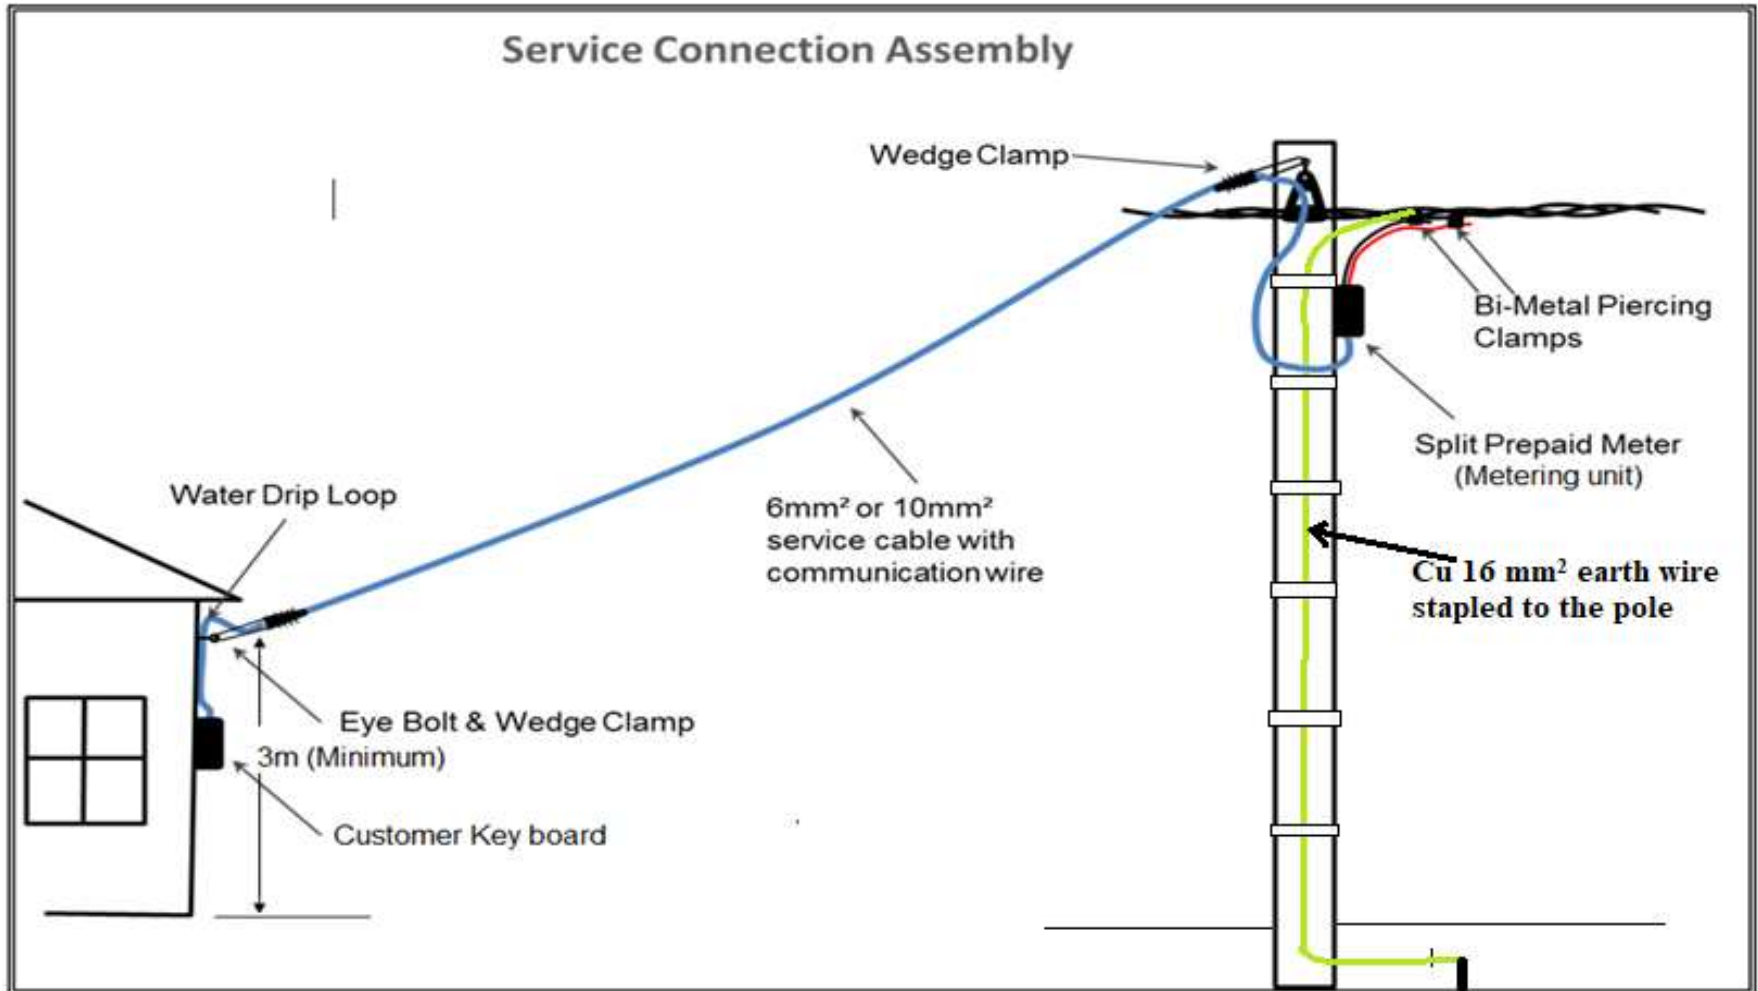 Service Connection Assembly
Wedge Clamp
Bi-Metal Piercing
Clamps
Split Prepaid Meter
(Metering unit)
Water Drip Loop
6mm² or 10mm²
service cable with
communication wire
Cu 16 mm² earth wire
stapled to the pole
Eye Bolt & Wedge Clamp
3m (Minimum)
Customer Key board